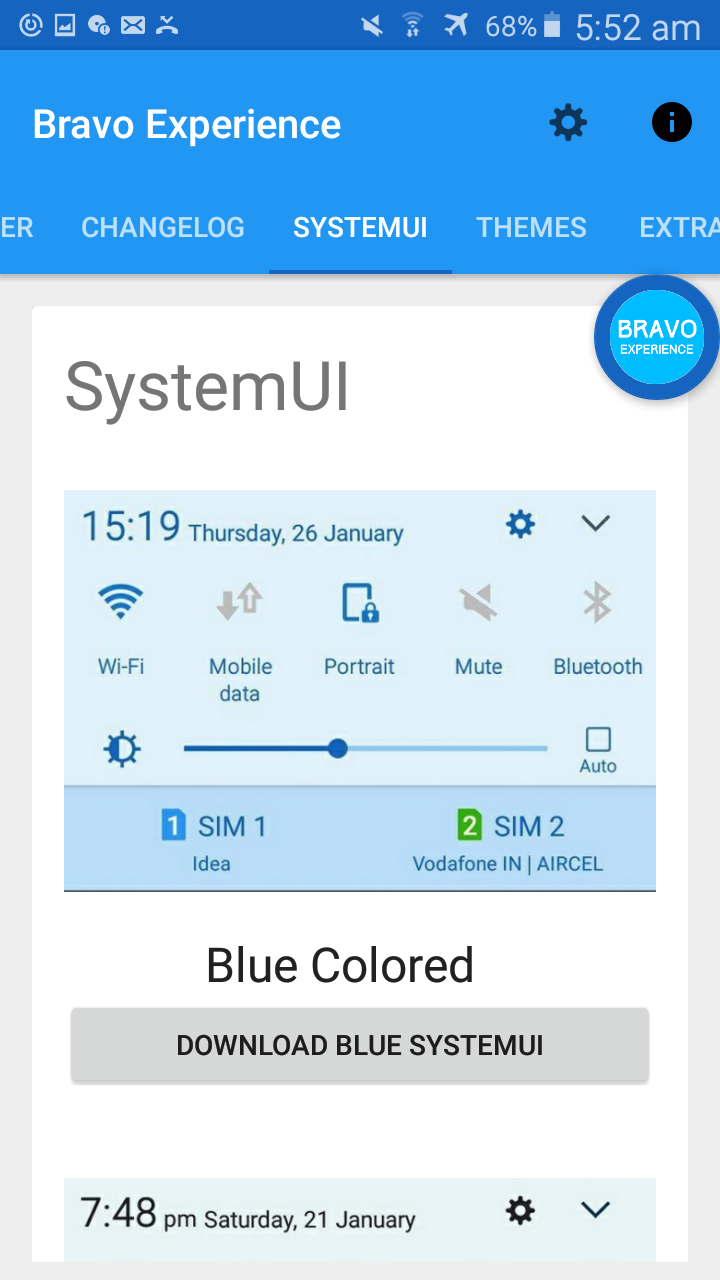 68% 5:52 am
Bravo Experience
ER CHANGELOG SYSTEMUI THEMES EXTRA
BRAVO
EXPERIENCE
SystemUI
15:19 Thursday, 26 January
Wi-Fi Mobile data Portrait Mute Bluetooth
Auto
1 SIM 1 2 SIM 2
Idea Vodafone IN | AIRCEL
Blue Colored
DOWNLOAD BLUE SYSTEMUI
7:48 pm Saturday, 21 January